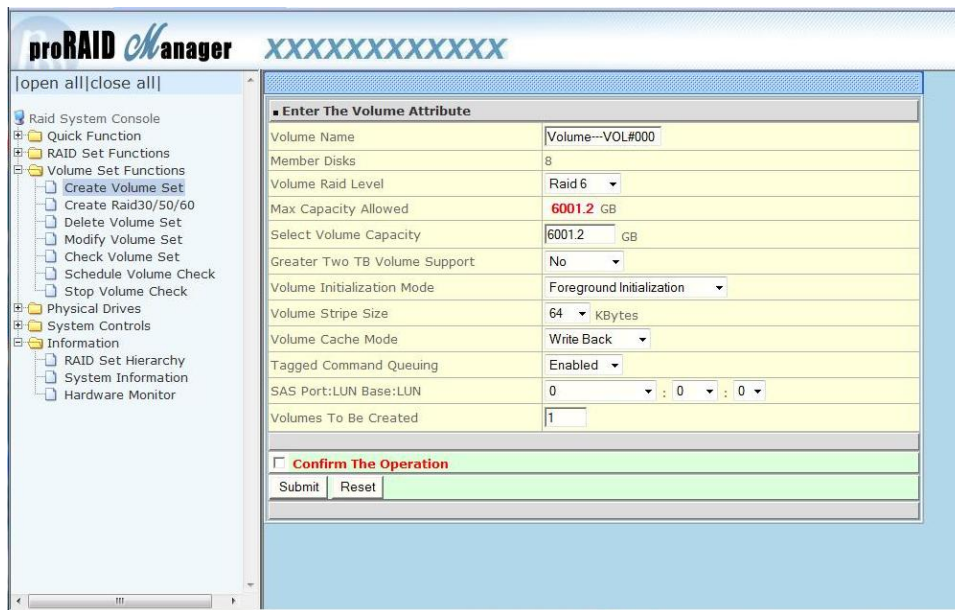 proRAID Manager XXXXXXXXXXXX
|open all|close all|
Raid System Console
Quick Function
RAID Set Functions
Volume Set Functions
Create Volume Set
Create Raid30/50/60
Delete Volume Set
Modify Volume Set
Check Volume Set
Schedule Volume Check
Stop Volume Check
Physical Drives
System Controls
Information
RAID Set Hierarchy
System Information
Hardware Monitor
Enter The Volume Attribute
Volume Name Volume---VOL#000
Member Disks 8
Volume Raid Level Raid 6
Max Capacity Allowed 6001.2 GB
Select Volume Capacity 6001.2 GB
Greater Two TB Volume Support No
Volume Initialization Mode Foreground Initialization
Volume Stripe Size 64 KBytes
Volume Cache Mode Write Back
Tagged Command Queuing Enabled
SAS Port:LUN Base:LUN 0 : 0 : 0
Volumes To Be Created 1
Confirm The Operation
Submit Reset